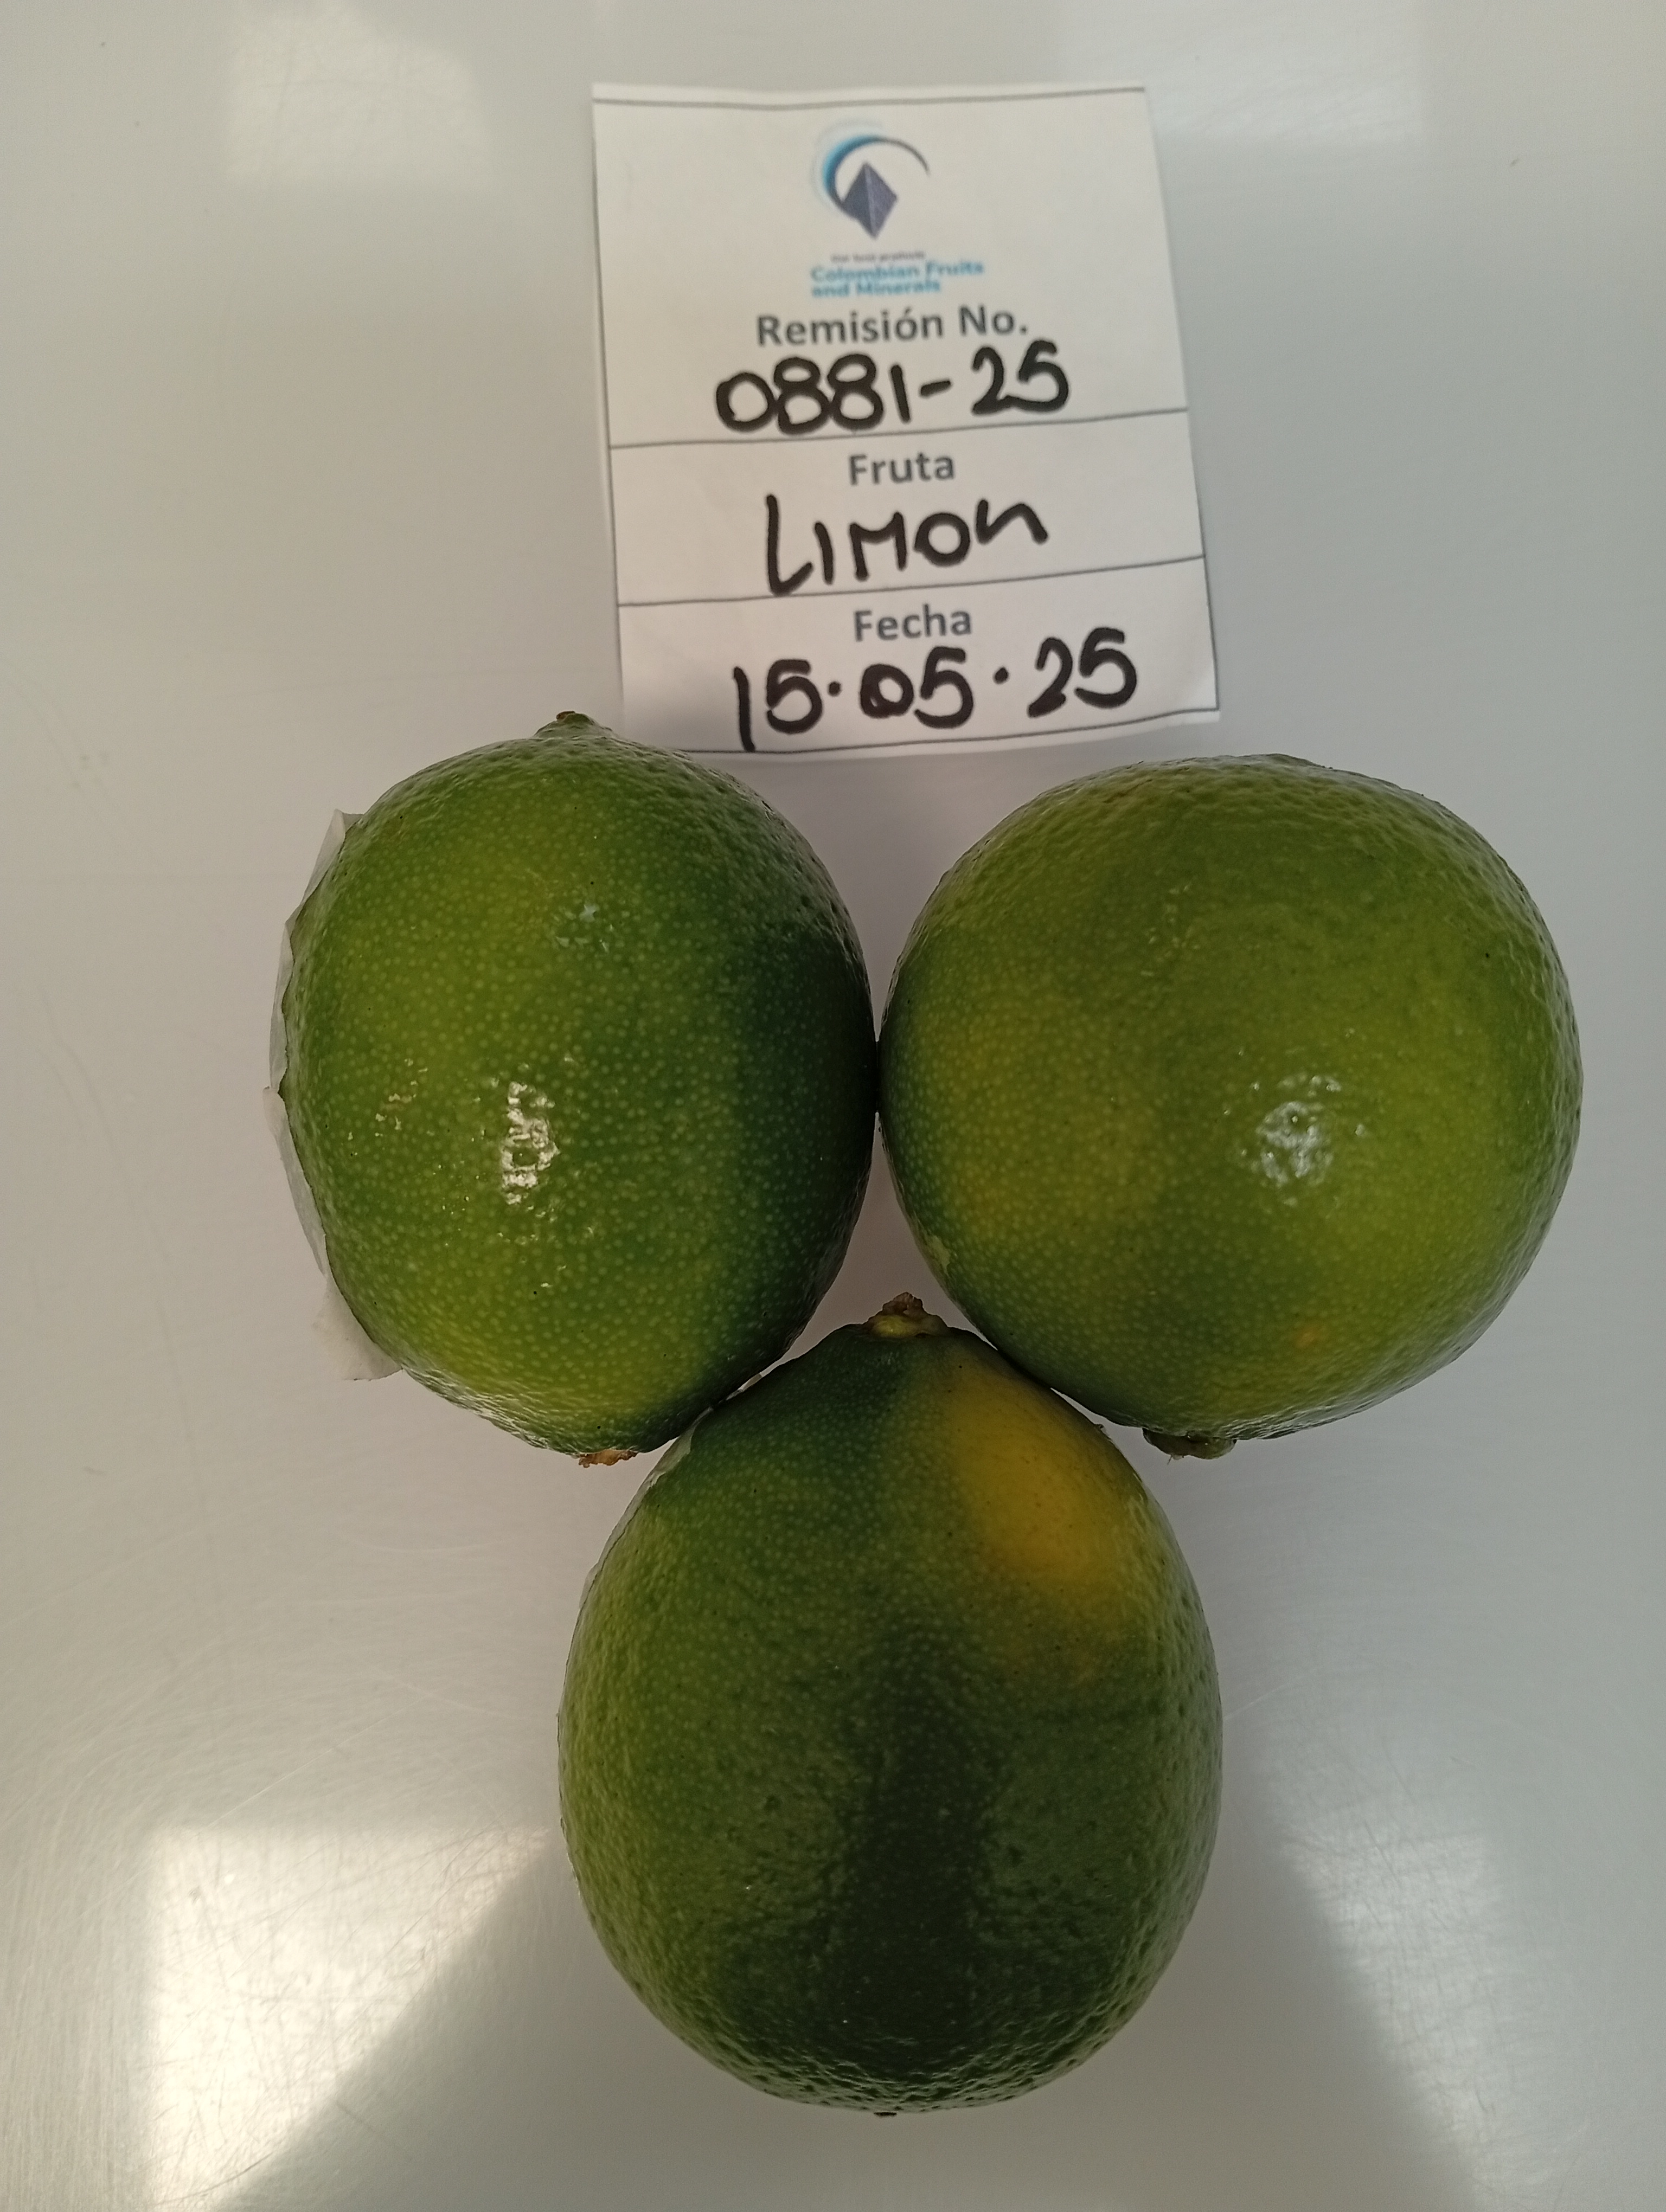 Colombian Fruits
and Minerals
Remisión No.
0881-25
Fruta
LIMON
Fecha
15.05.25